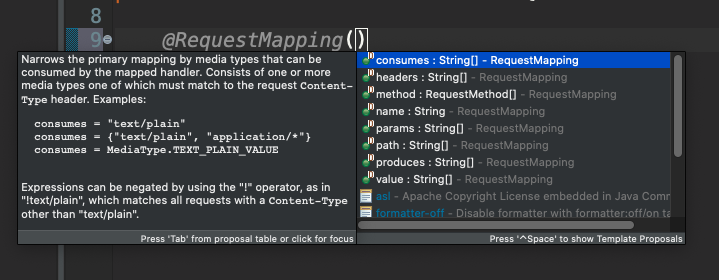 8
9 @RequestMapping()
Narrows the primary mapping by media types that can be
consumed by the mapped handler. Consists of one or more
media types one of which must match to the request Content-
Type header. Examples:
consumes = "text/plain"
consumes = {"text/plain", "application/*"}
consumes = MediaType.TEXT_PLAIN_VALUE
Expressions can be negated by using the "!" operator, as in
"!text/plain", which matches all requests with a Content-Type
other than "text/plain".
Press 'Tab' from proposal table or click for focus
consumes : String[] - RequestMapping
headers : String[] - RequestMapping
method : RequestMethod[] - RequestMapping
name : String - RequestMapping
params : String[] - RequestMapping
path : String[] - RequestMapping
produces : String[] - RequestMapping
value : String[] - RequestMapping
asl - Apache Copyright License embedded in Java Comm
formatter-off - Disable formatter with formatter:off/on ta
Press '^Space' to show Template Proposals